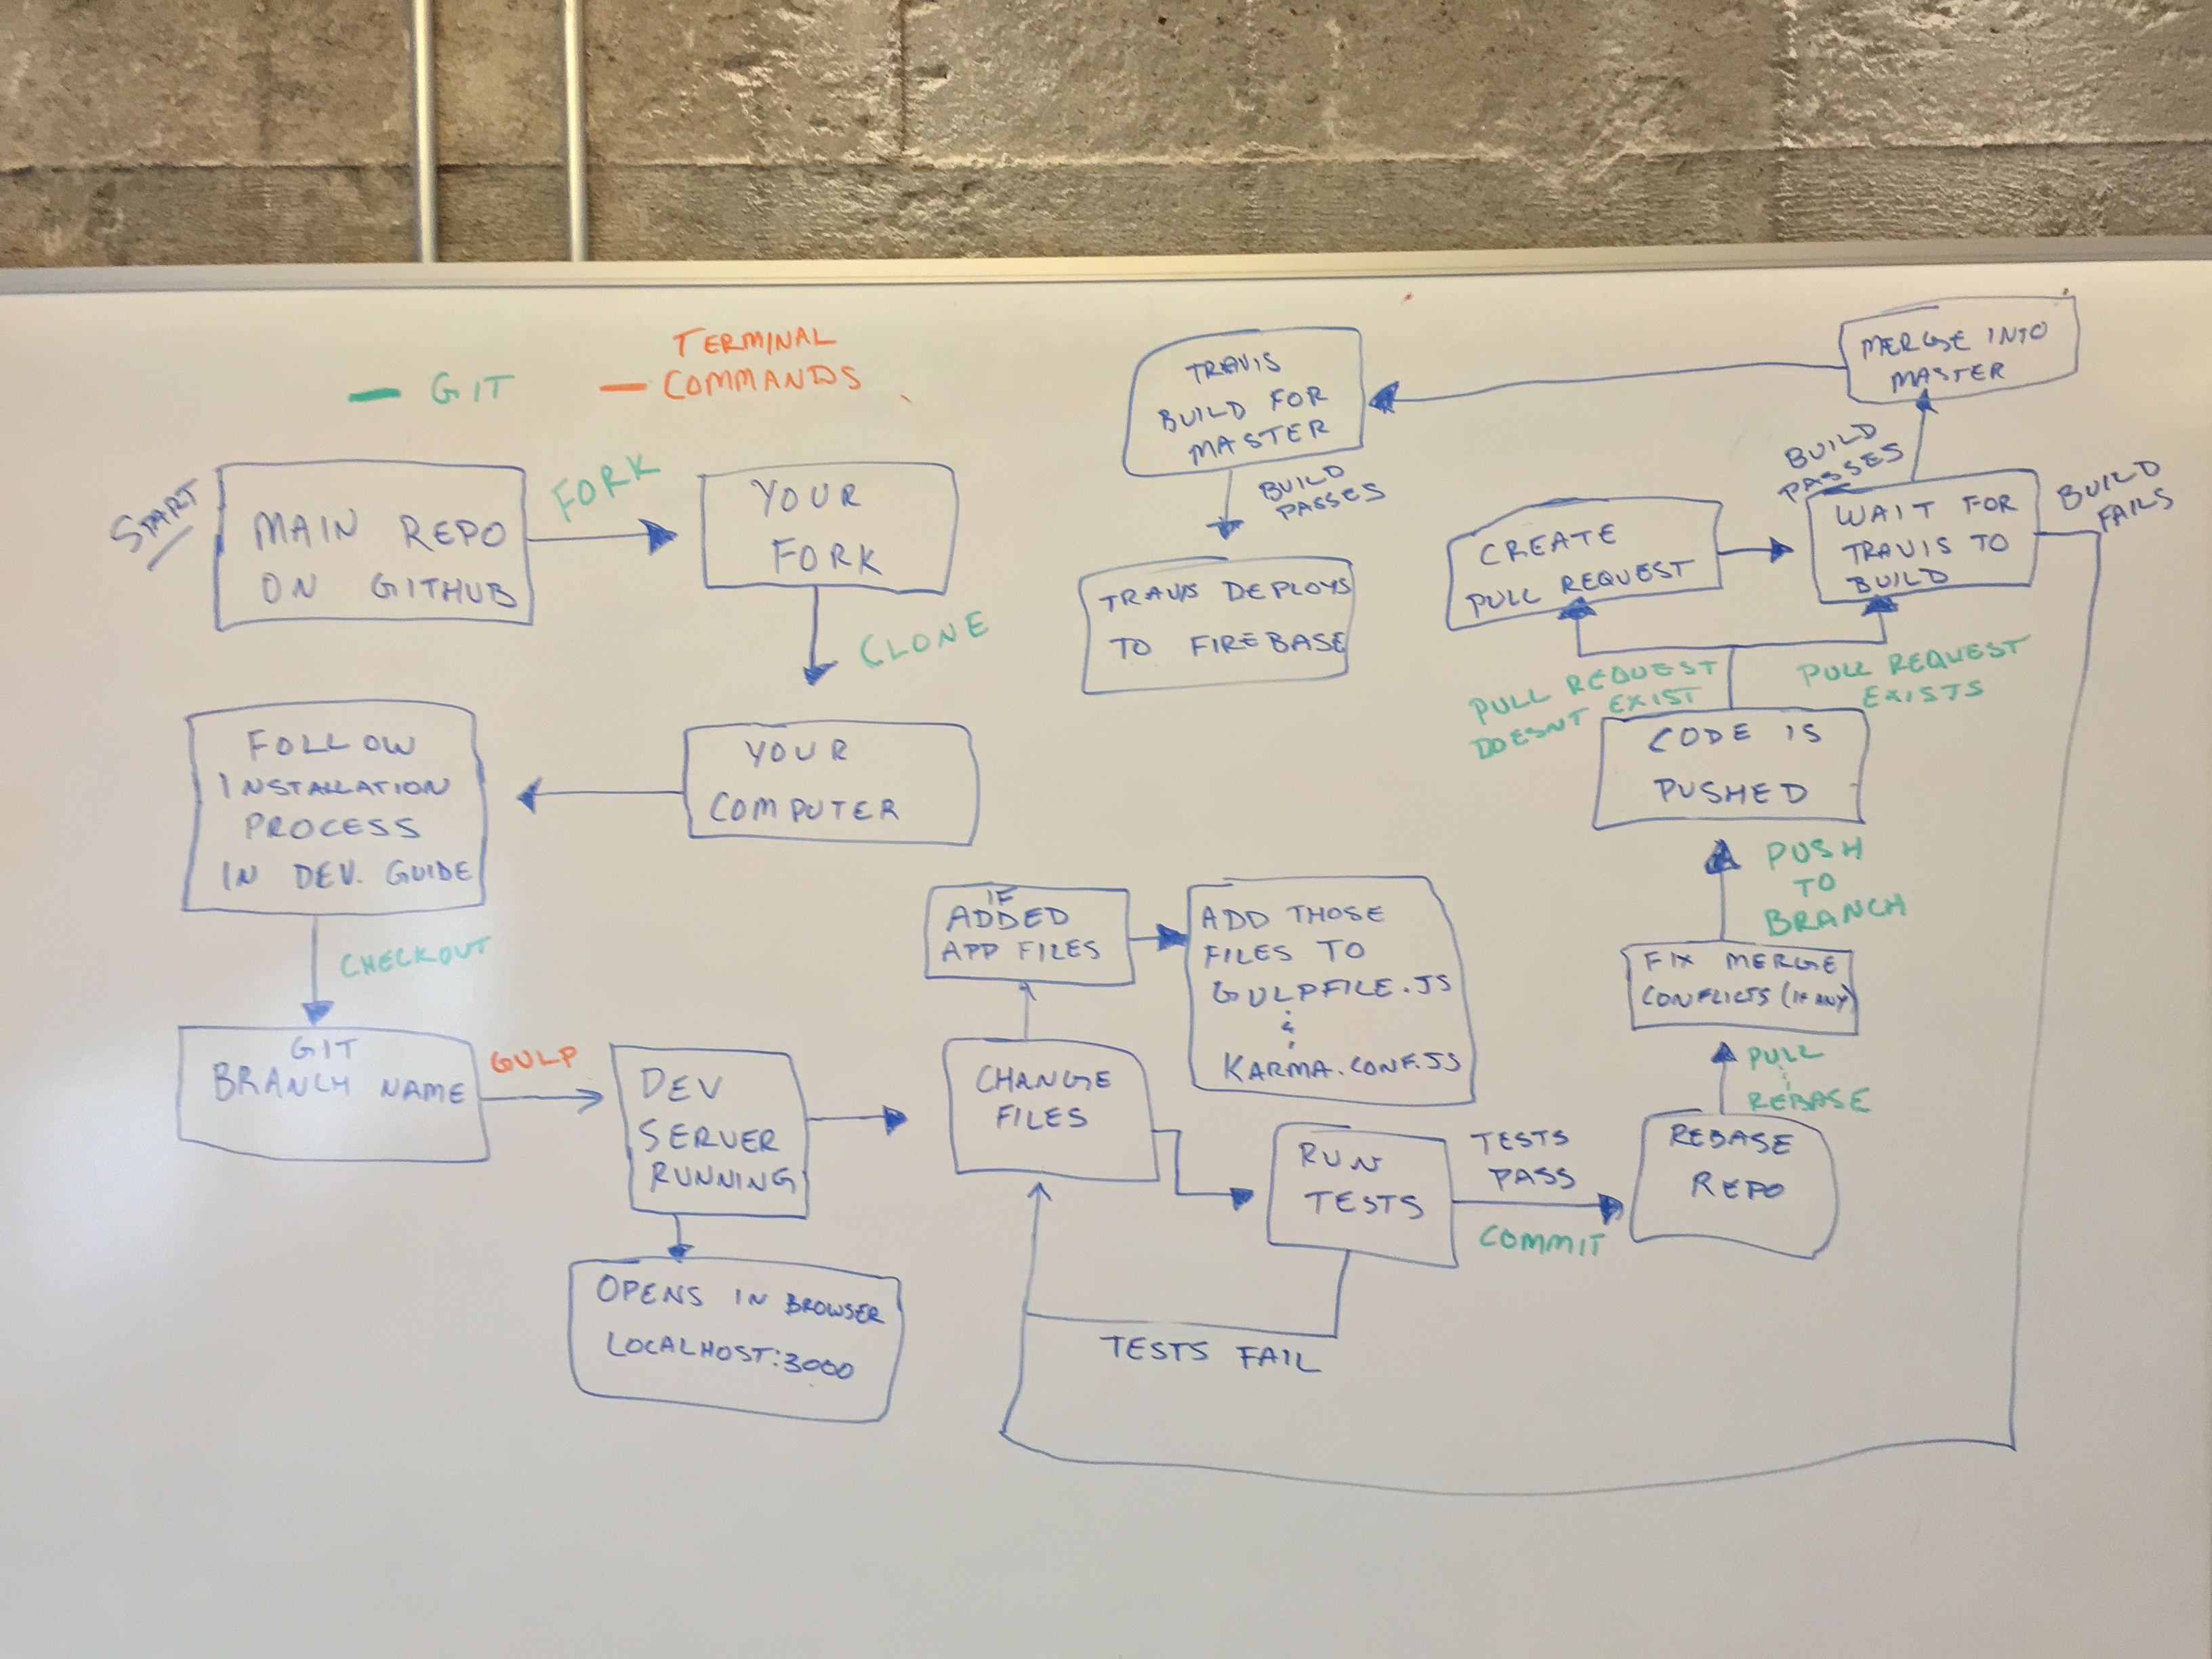 GIT
TERMINAL
COMMANDS
START
MAIN REPO
ON GITHUB
FORK
YOUR
FORK
CLONE
YOUR
COMPUTER
FOLLOW
INSTALLATION
PROCESS
IN DEV. GUIDE
CHECKOUT
GIT
BRANCH NAME
GULP
DEV
SERVER
RUNNING
OPENS IN BROWSER
LOCALHOST:3000
CHANGE
FILES
IF
ADDED
APP FILES
ADD THOSE
FILES TO
GULPFILE.JS
&
KARMA.CONF.JS
RUN
TESTS
TESTS FAIL
TESTS
PASS
COMMIT
REBASE
REPO
PULL
REBASE
FIX MERGE
CONFLICTS (IF ANY)
PUSH
TO
BRANCH
CODE IS
PUSHED
PULL REQUEST
DOESNT EXIST
PULL REQUEST
EXISTS
CREATE
PULL REQUEST
WAIT FOR
TRAVIS TO
BUILD
BUILD
FAILS
BUILD
PASSES
MERGE INTO
MASTER
TRAVIS
BUILD FOR
MASTER
BUILD
PASSES
TRAVIS DEPLOYS
TO FIREBASE